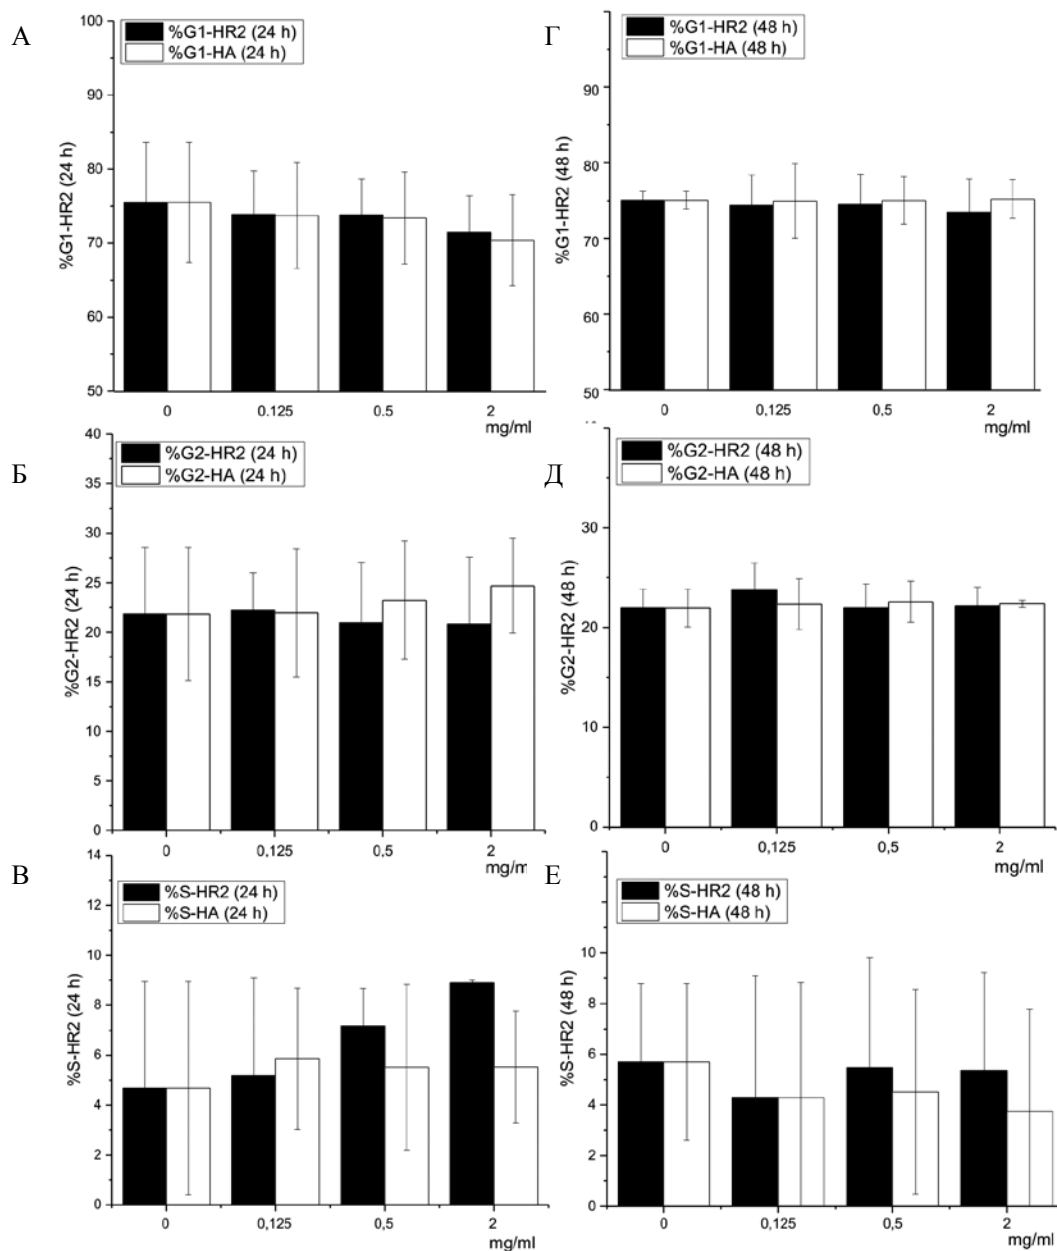 А
%G1-HR2 (24 h)
%G1-HA (24 h)
%G1-HR2 (24 h)
100
90
80
70
60
50
0
0,125
0,5
2
mg/ml
Г
%G1-HR2 (48 h)
%G1-HA (48 h)
%G1-HR2 (48 h)
100
90
80
70
60
50
0
0,125
0,5
2
mg/ml
Б
%G2-HR2 (24 h)
%G2-HA (24 h)
%G2-HR2 (24 h)
40
35
30
25
20
15
10
5
0
0
0,125
0,5
2
mg/m
Д
%G2-HR2 (48 h)
%G2-HA (48 h)
%G2-HR2 (48 h)
30
20
10
0
0
0,125
0,5
2
mg/ml
В
%S-HR2 (24 h)
%S-HA (24 h)
%S-HR2 (24 h)
14
12
10
8
6
4
2
0
0
0,125
0,5
2
mg/ml
Е
%S-HR2 (48 h)
%S-HA (48 h)
%S-HR2 (48 h)
10
8
6
4
2
0
0
0,125
0,5
2
mg/ml